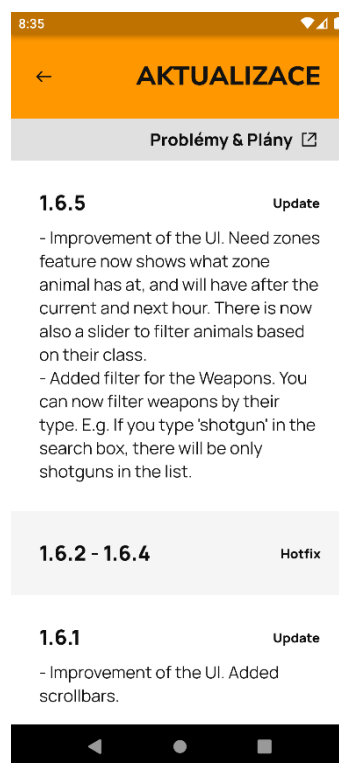 8:35
AKTUALIZACE
Problémy & Plány
1.6.5 Update
- Improvement of the UI. Need zones
feature now shows what zone
animal has at, and will have after the
current and next hour. There is now
also a slider to filter animals based
on their class.
- Added filter for the Weapons. You
can now filter weapons by their
type. E.g. If you type 'shotgun' in the
search box, there will be only
shotguns in the list.
1.6.2 - 1.6.4 Hotfix
1.6.1 Update
- Improvement of the UI. Added
scrollbars.